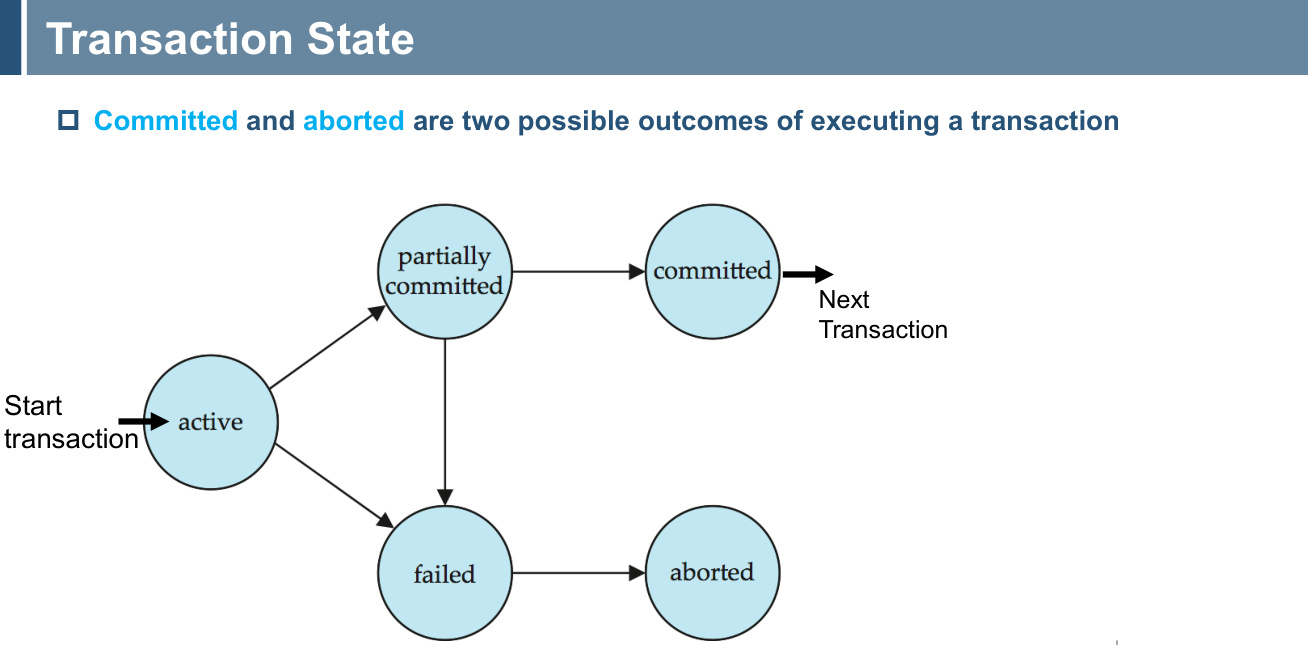 Transaction State
Committed and aborted are two possible outcomes of executing a transaction
partially
committed
committed
Next
Transaction
Start
transaction
active
failed
aborted